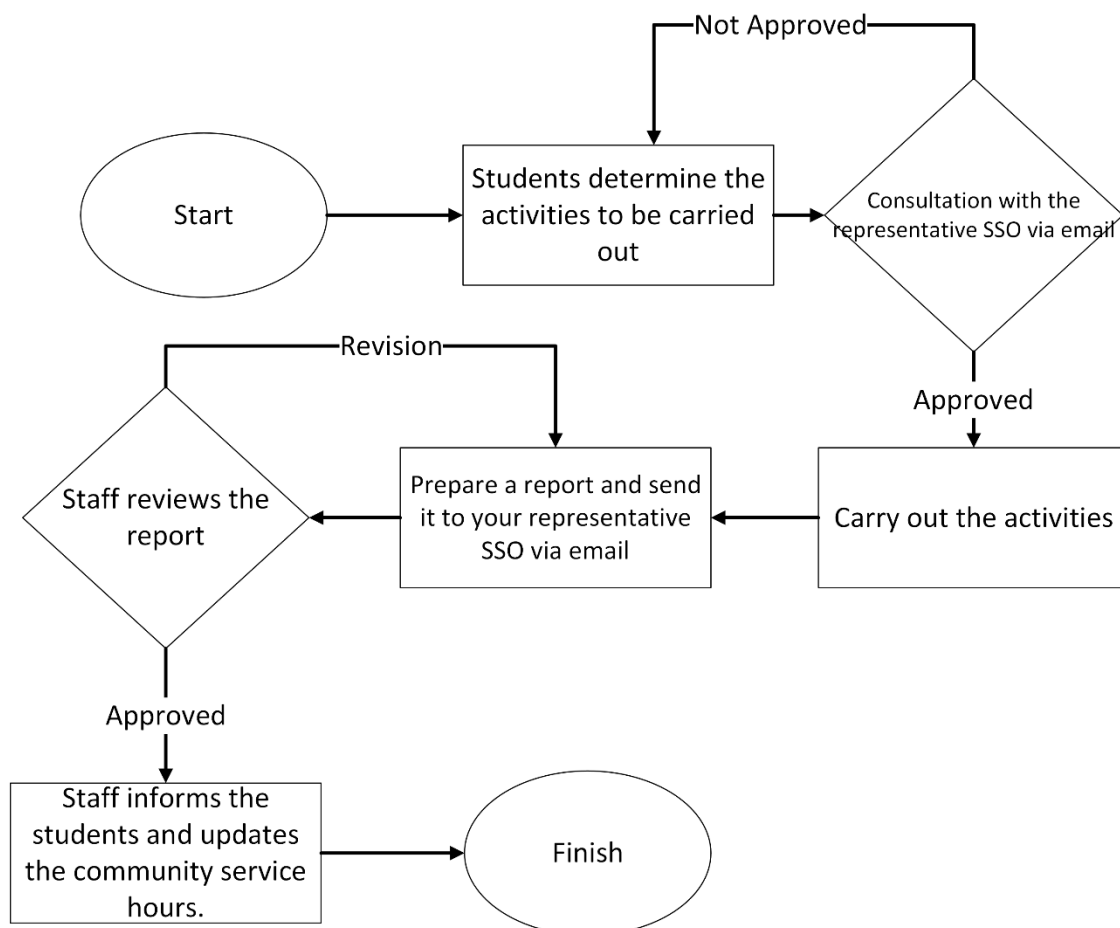 Not Approved
Start
Students determine the
activities to be carried
out
Consultation with the
representative SSO via email
Approved
Carry out the activities
Prepare a report and send
it to your representative
SSO via email
Revision
Staff reviews the
report
Approved
Staff informs the
students and updates
the community service
hours.
Finish